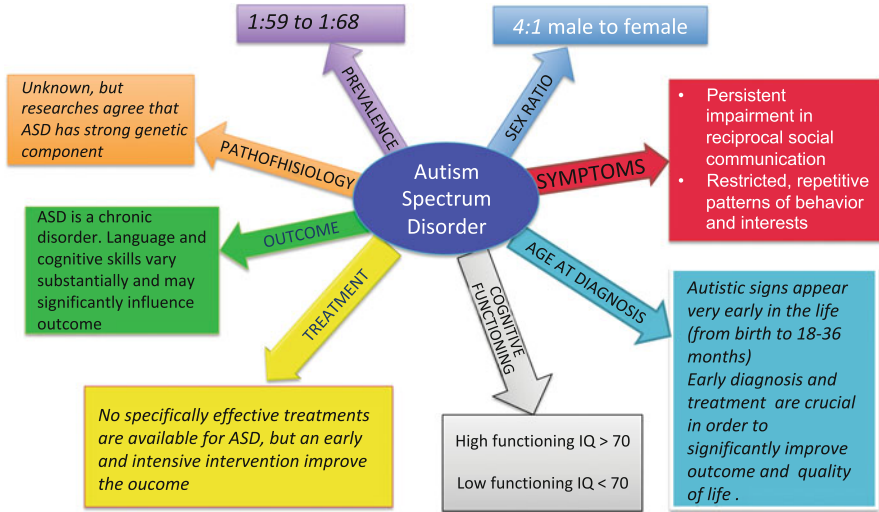 1:59 to 1:68
4:1 male to female
PREVALENCE
SEX RATIO
Unknown, but
researches agree that
ASD has strong genetic
component
PATHOFHISIOLOGY
Autism
Spectrum
Disorder
SYMPTOMS
• Persistent
impairment in
reciprocal social
communication
• Restricted, repetitive
patterns of behavior
and interests
ASD is a chronic
disorder. Language and
cognitive skills vary
substantially and may
significantly influence
outcome
OUTCOME
AGE AT DIAGNOSIS
Autistic signs appear
very early in the life
(from birth to 18-36
months)
Early diagnosis and
treatment are crucial
in order to
significantly improve
outcome and quality
of life .
TREATMENT
COGNITIVE
FUNCTIONING
No specifically effective treatments
are available for ASD, but an early
and intensive intervention improve
the oucome
High functioning IQ > 70
Low functioning IQ < 70